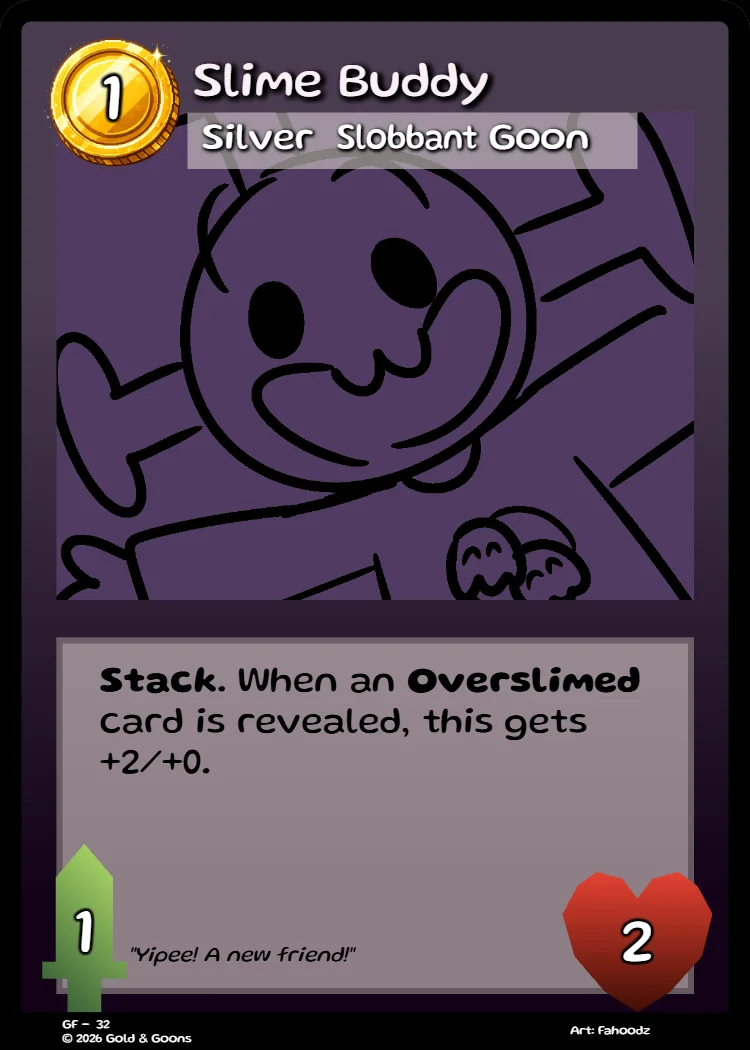 1
Slime Buddy
Silver Slobbant Goon
Stack. When an Overslimed
card is revealed, this gets
+2/+0.
1
"Yipee! A new friend!"
2
GF - 32
© 2026 Gold & Goons
Art: fahoodz